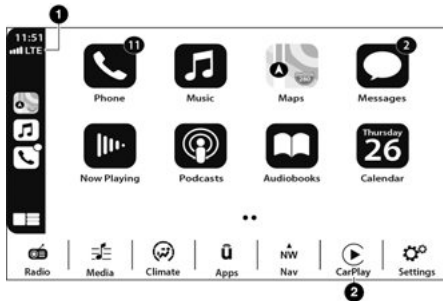 1
11:51
LTE
11
2
Phone
Music
Maps
Messages
280
Thursday
26
Now Playing
Podcasts
Audiobooks
Calendar
û
NW
Radio
Media
Climate
Apps
Nav
CarPlay
Settings
2